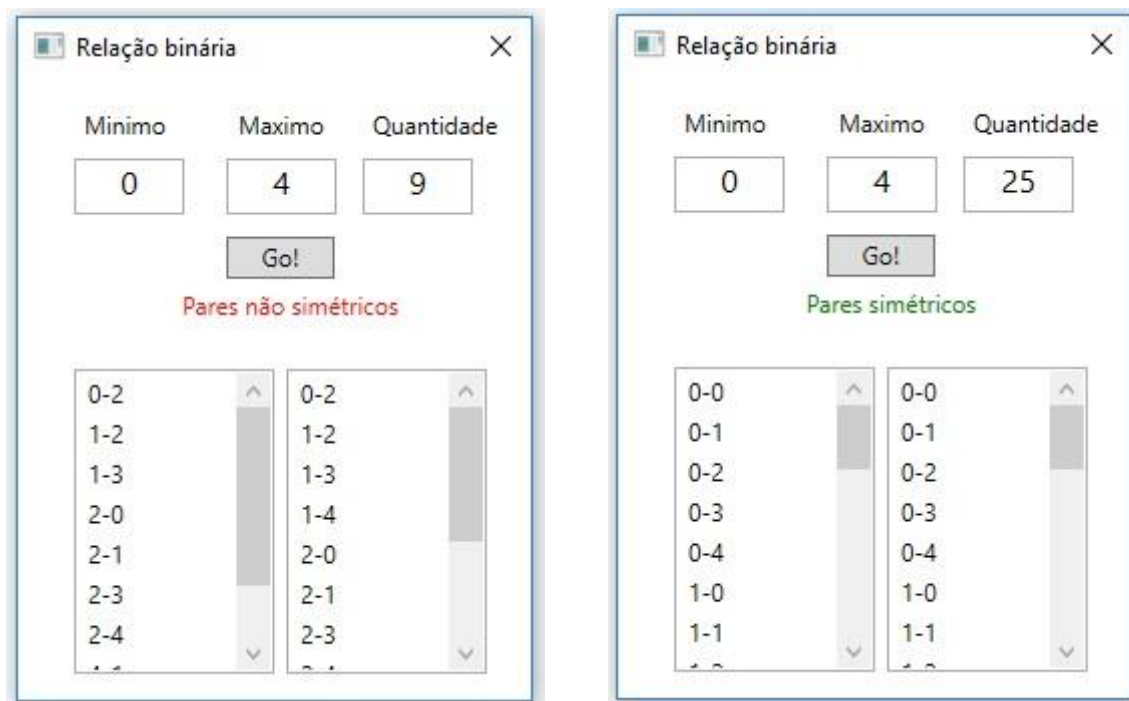 Relação binária
Minimo Maximo Quantidade
0 4 9
Go!
Pares não simétricos
0-2 0-2
1-2 1-2
1-3 1-3
2-0 1-4
2-1 2-0
2-3 2-1
2-4 2-3
Relação binária
Minimo Maximo Quantidade
0 4 25
Go!
Pares simétricos
0-0 0-0
0-1 0-1
0-2 0-2
0-3 0-3
0-4 0-4
1-0 1-0
1-1 1-1